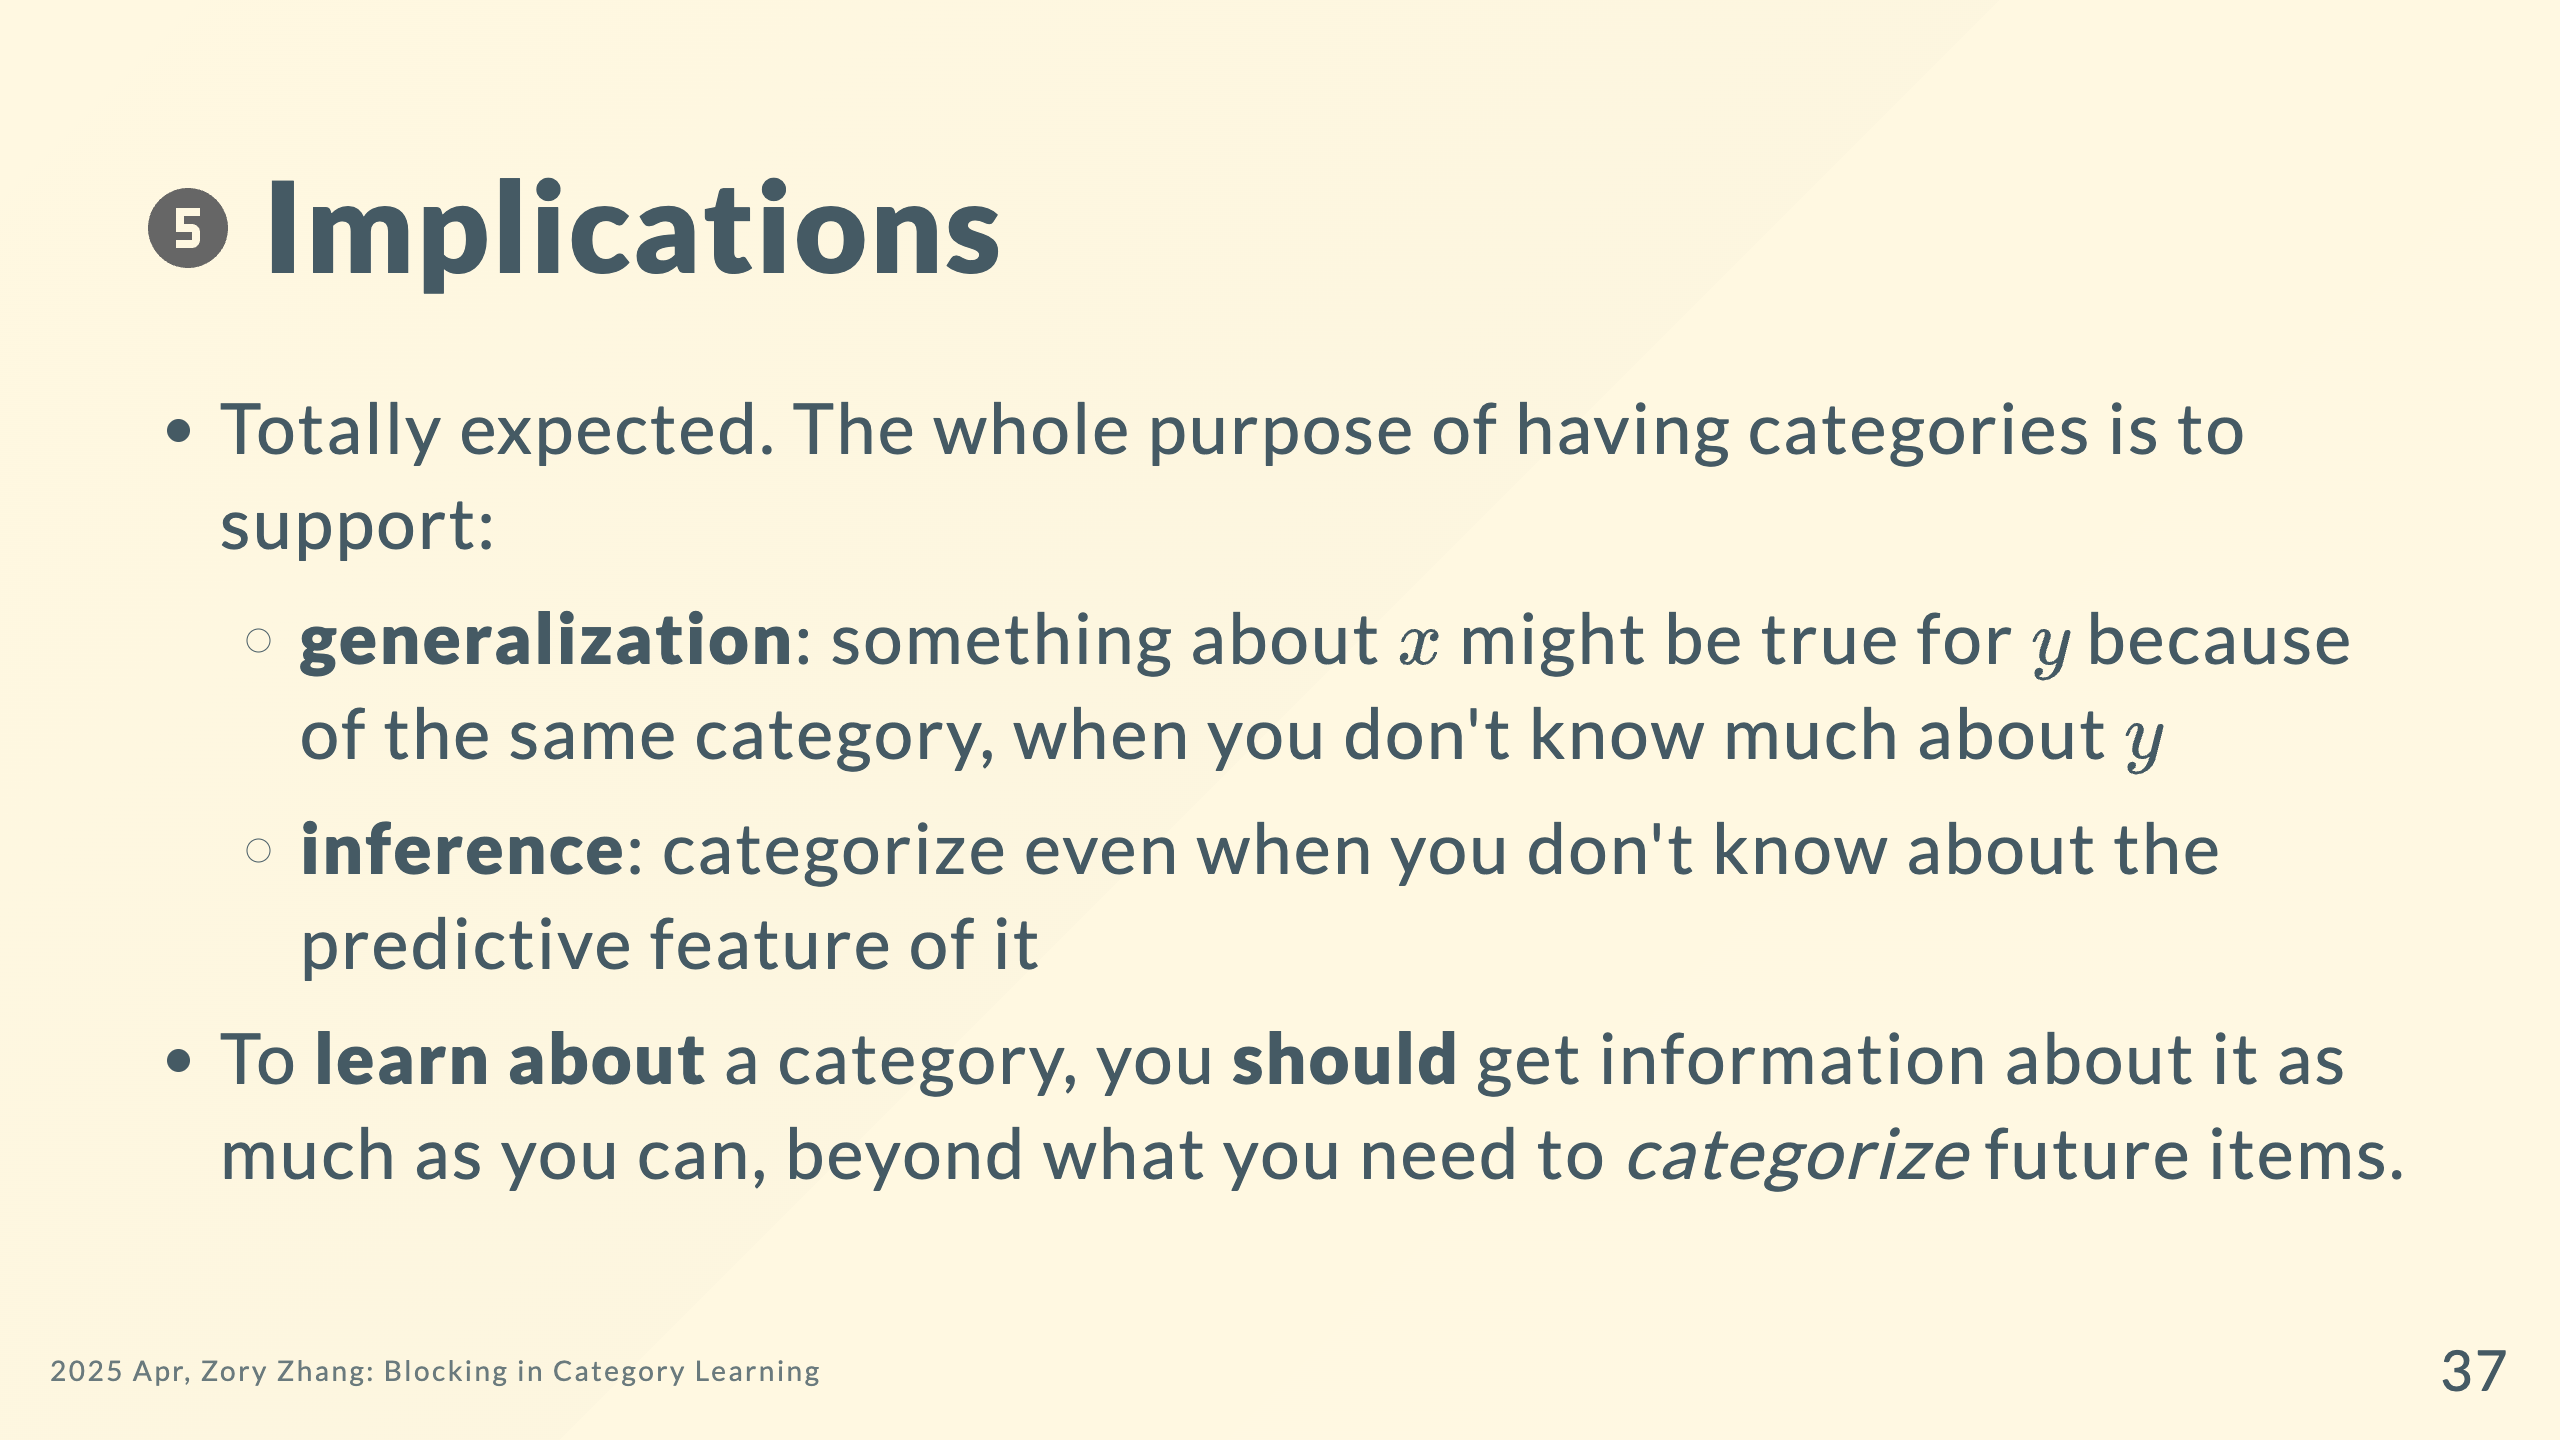 ❺ Implications
• Totally expected. The whole purpose of having categories is to
support:
○ generalization: something about x might be true for y because
of the same category, when you don't know much about y
○ inference: categorize even when you don't know about the
predictive feature of it
• To learn about a category, you should get information about it as
much as you can, beyond what you need to categorize future items.
2025 Apr, Zory Zhang: Blocking in Category Learning
37